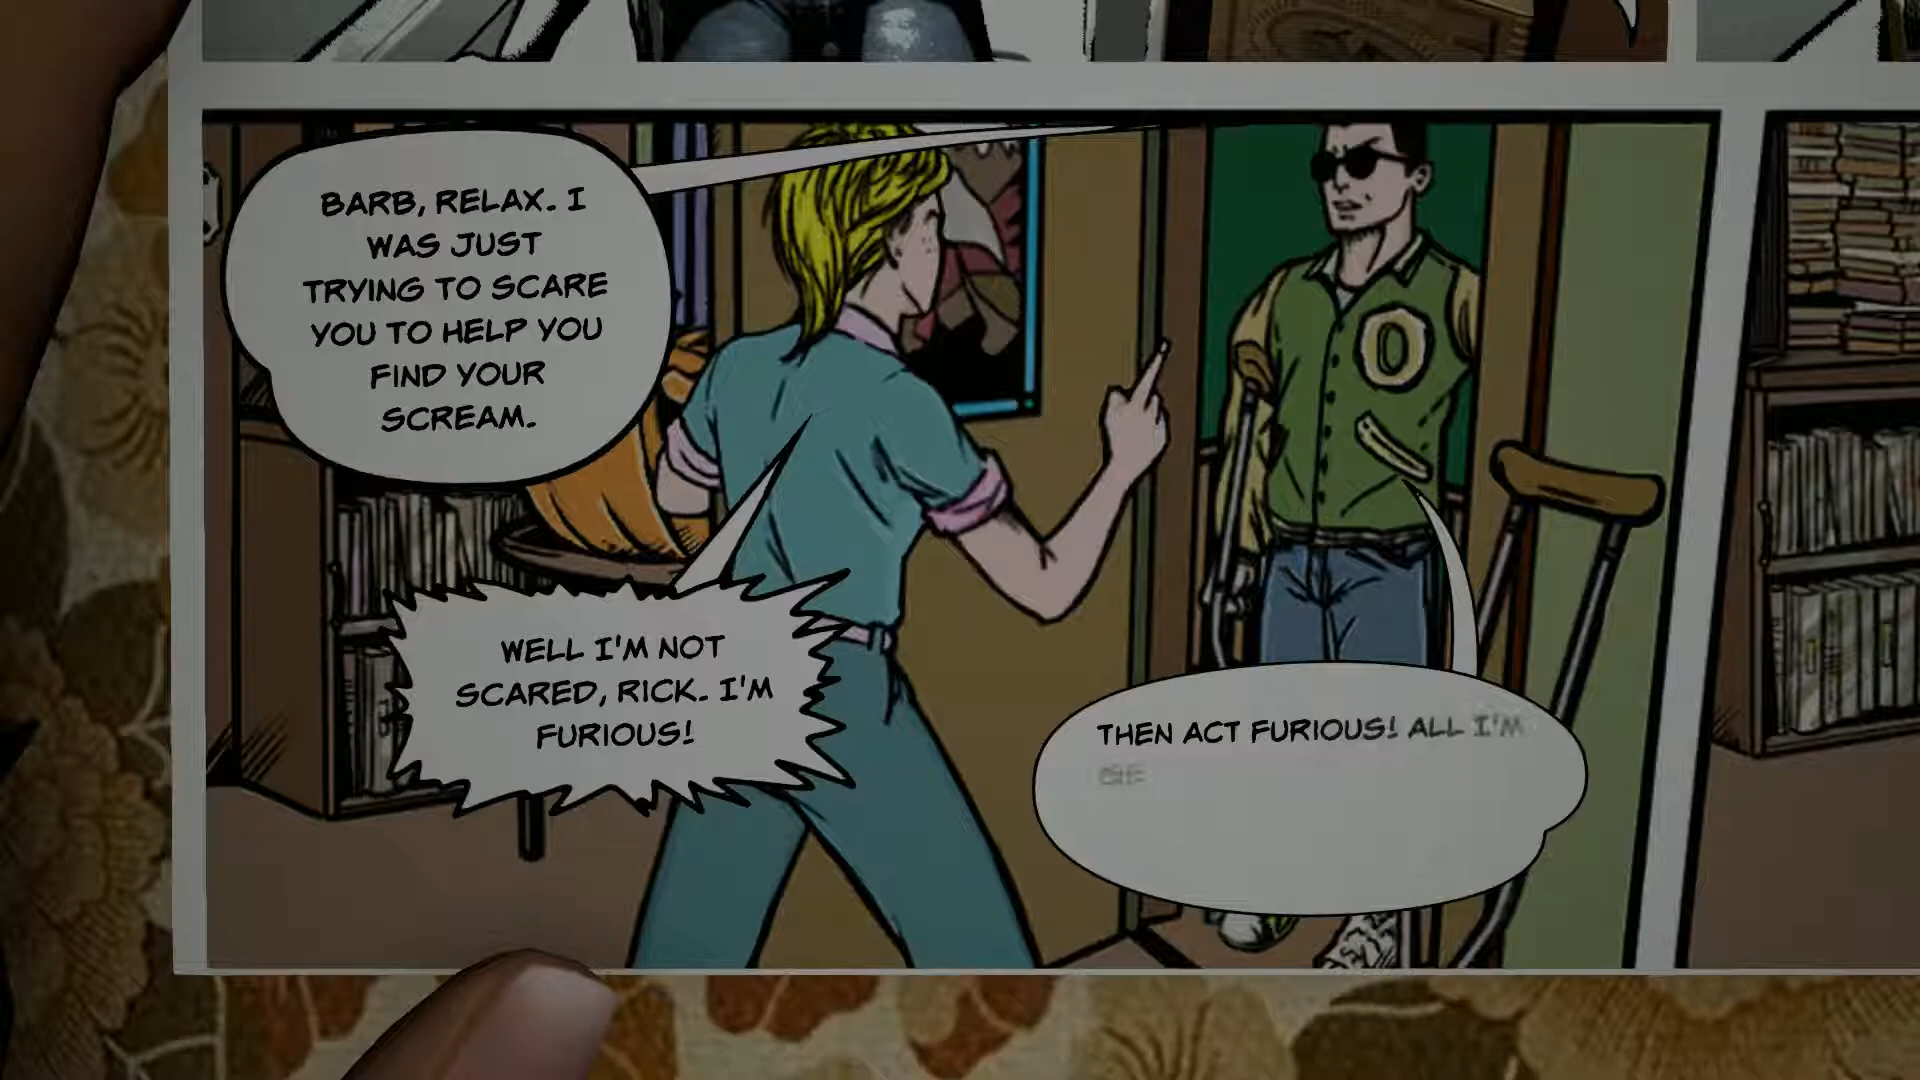 BARB, RELAX. I
WAS JUST
TRYING TO SCARE
YOU TO HELP YOU
FIND YOUR
SCREAM.
WELL I'M NOT
SCARED, RICK. I'M
FURIOUS!
O
THEN ACT FURIOUS! ALL I'M